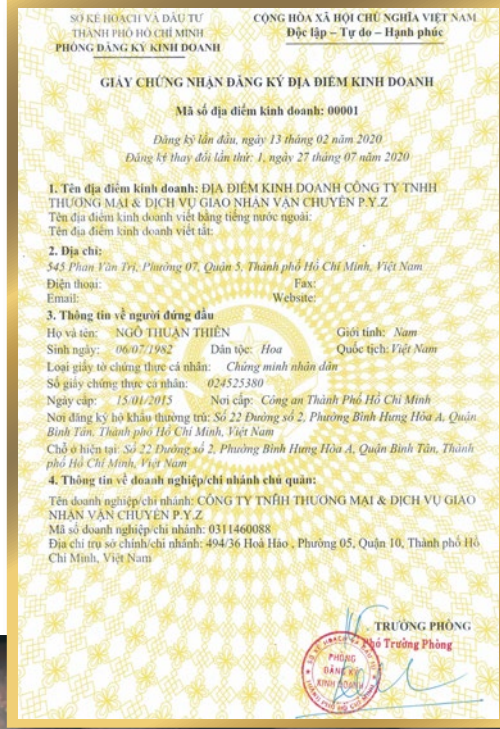 SỞ KẾ HOẠCH VÀ ĐẦU TƯ
THÀNH PHỐ HỒ CHÍ MINH
PHÒNG ĐĂNG KÝ KINH DOANH
CỘNG HÒA XÃ HỘI CHỦ NGHĨA VIỆT NAM
Độc lập – Tự do – Hạnh phúc
GIẤY CHỨNG NHẬN ĐĂNG KÝ ĐỊA ĐIỂM KINH DOANH
Mã số địa điểm kinh doanh: 00001
Đăng ký lần đầu, ngày 13 tháng 02 năm 2020
Đăng ký thay đổi lần thứ: 1, ngày 27 tháng 07 năm 2020
1. Tên địa điểm kinh doanh: ĐỊA ĐIỂM KINH DOANH CÔNG TY TNHH
THƯƠNG MẠI & DỊCH VỤ GIAO NHẬN VẬN CHUYỂN P.Y.Z
Tên địa điểm kinh doanh viết bằng tiếng nước ngoài:
Tên địa điểm kinh doanh viết tắt:
2. Địa chỉ:
545 Phan Văn Trị, Phường 07, Quận 5, Thành phố Hồ Chí Minh, Việt Nam
Điện thoại: Fax:
Email: Website:
3. Thông tin về người đứng đầu
Họ và tên: NGÔ THUẬN THIÊN Giới tính: Nam
Sinh ngày: 06/07/1982 Dân tộc: Hoa Quốc tịch: Việt Nam
Loại giấy tờ chứng thực cá nhân: Chứng minh nhân dân
Số giấy chứng thực cá nhân: 024525380
Ngày cấp: 15/01/2015 Nơi cấp: Công an Thành Phố Hồ Chí Minh
Nơi đăng ký hộ khẩu thường trú: Số 22 Đường số 2, Phường Bình Hưng Hòa A, Quận
Bình Tân, Thành phố Hồ Chí Minh, Việt Nam
Chỗ ở hiện tại: Số 22 Đường số 2, Phường Bình Hưng Hòa A, Quận Bình Tân, Thành
phố Hồ Chí Minh, Việt Nam
4. Thông tin về doanh nghiệp/chi nhánh chủ quản:
Tên doanh nghiệp/chi nhánh: CÔNG TY TNHH THƯƠNG MẠI & DỊCH VỤ GIAO
NHẬN VẬN CHUYỂN P.Y.Z
Mã số doanh nghiệp/chi nhánh: 0311460088
Địa chỉ trụ sở chính/chi nhánh: 494/36 Hoà Hảo , Phường 05, Quận 10, Thành phố Hồ
Chí Minh, Việt Nam
TRƯỞNG PHÒNG
Phó Trưởng Phòng
SỞ KẾ HOẠCH VÀ ĐẦU TƯ
PHÒNG
ĐĂNG KÝ
KINH DOANH
THÀNH PHỐ HỒ CHÍ MINH